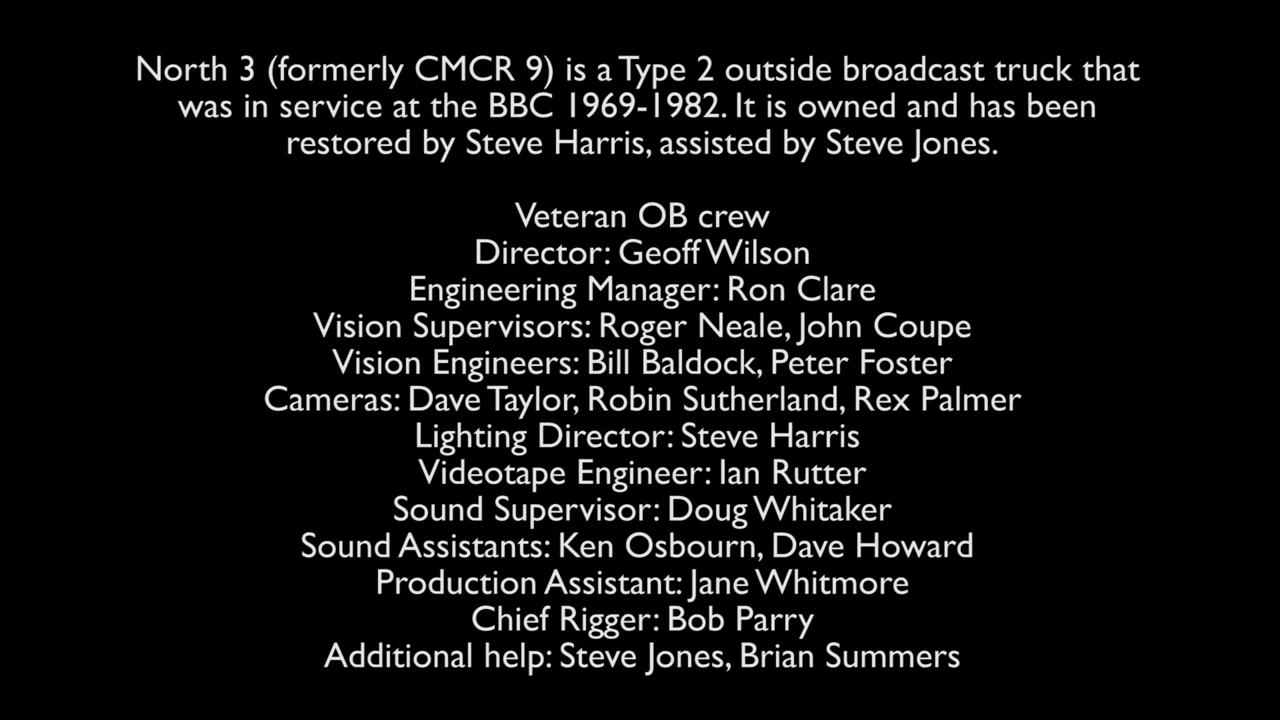 North 3 (formerly CMCR 9) is a Type 2 outside broadcast truck that
was in service at the BBC 1969-1982. It is owned and has been
restored by Steve Harris, assisted by Steve Jones.
Veteran OB crew
Director: Geoff Wilson
Engineering Manager: Ron Clare
Vision Supervisors: Roger Neale, John Coupe
Vision Engineers: Bill Baldock, Peter Foster
Cameras: Dave Taylor, Robin Sutherland, Rex Palmer
Lighting Director: Steve Harris
Videotape Engineer: Ian Rutter
Sound Supervisor: Doug Whitaker
Sound Assistants: Ken Osbourn, Dave Howard
Production Assistant: Jane Whitmore
Chief Rigger: Bob Parry
Additional help: Steve Jones, Brian Summers